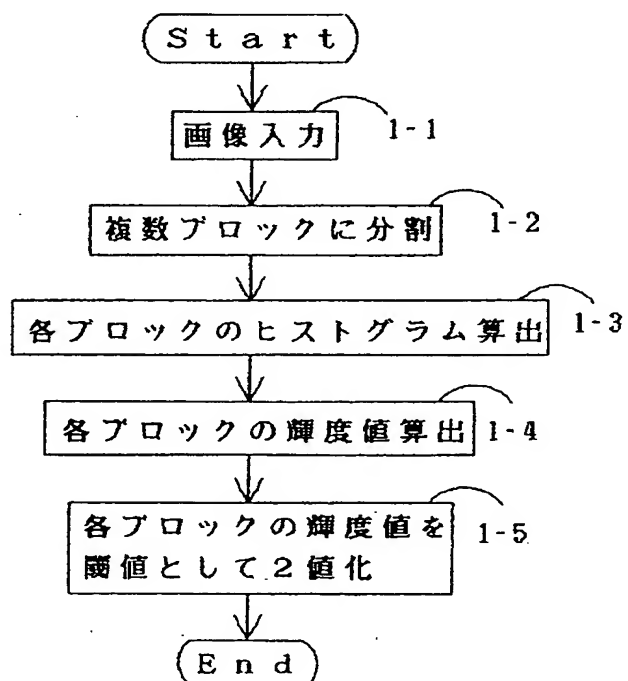 Start
画像入力
1-1
複数ブロックに分割
1-2
各ブロックのヒストグラム算出
1-3
各ブロックの輝度値算出
1-4
各ブロックの輝度値を
閾値として2値化
1-5
End